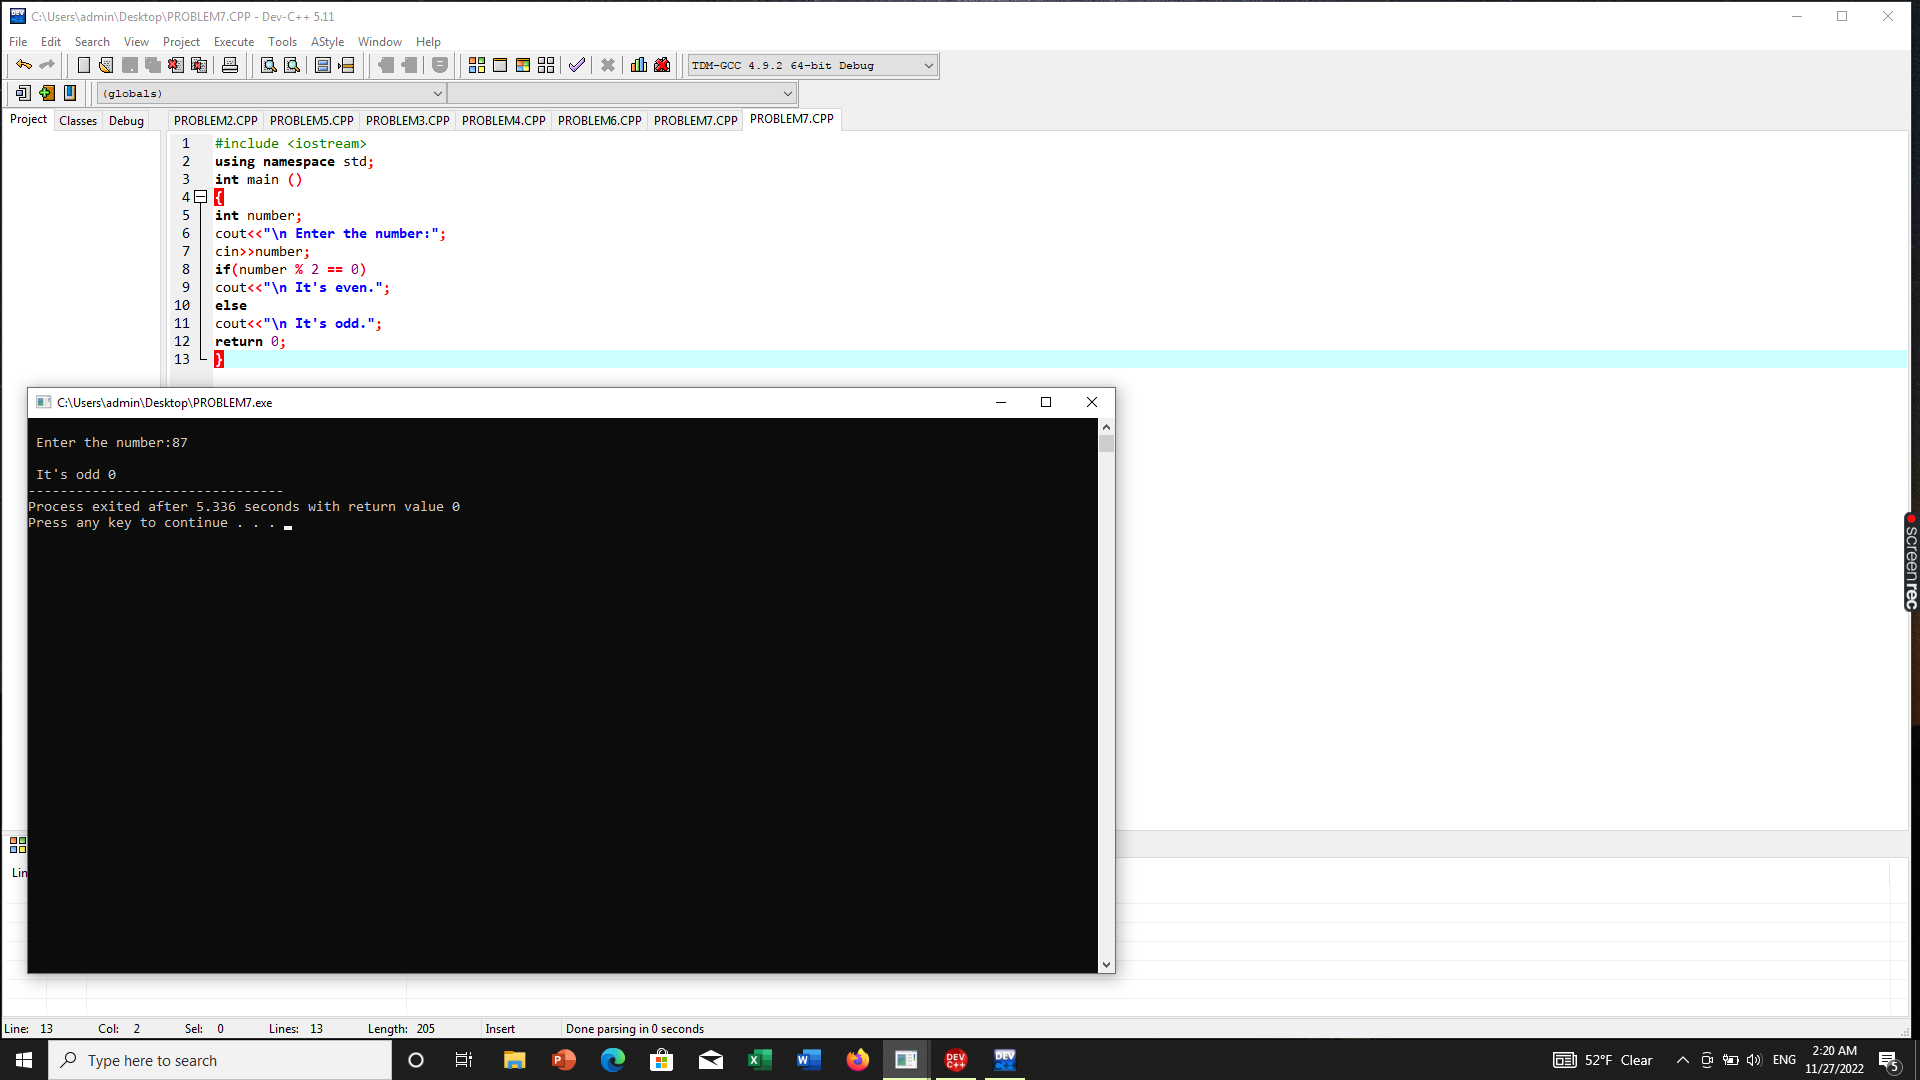 C:\Users\admin\Desktop\PROBLEM7.CPP - Dev-C++ 5.11
File Edit Search View Project Execute Tools AStyle Window Help
TDM-GCC 4.9.2 64-bit Debug
(globals)
Project Classes Debug
PROBLEM2.CPP PROBLEM5.CPP PROBLEM3.CPP PROBLEM4.CPP PROBLEM6.CPP PROBLEM7.CPP PROBLEM7.CPP
1 #include <iostream>
2 using namespace std;
3 int main ()
4 {
5 int number;
6 cout<<"\n Enter the number:";
7 cin>>number;
8 if(number % 2 == 0)
9 cout<<"\n It's even.";
10 else
11 cout<<"\n It's odd.";
12 return 0;
13 }
C:\Users\admin\Desktop\PROBLEM7.exe
Enter the number:87
It's odd 0
--------------------------------
Process exited after 5.336 seconds with return value 0
Press any key to continue . . .
screenrec
Lin
Line: 13 Col: 2 Sel: 0 Lines: 13 Length: 205 Insert Done parsing in 0 seconds
Type here to search
DEV C++
DEV C++
52°F Clear
ENG
2:20 AM
11/27/2022
5